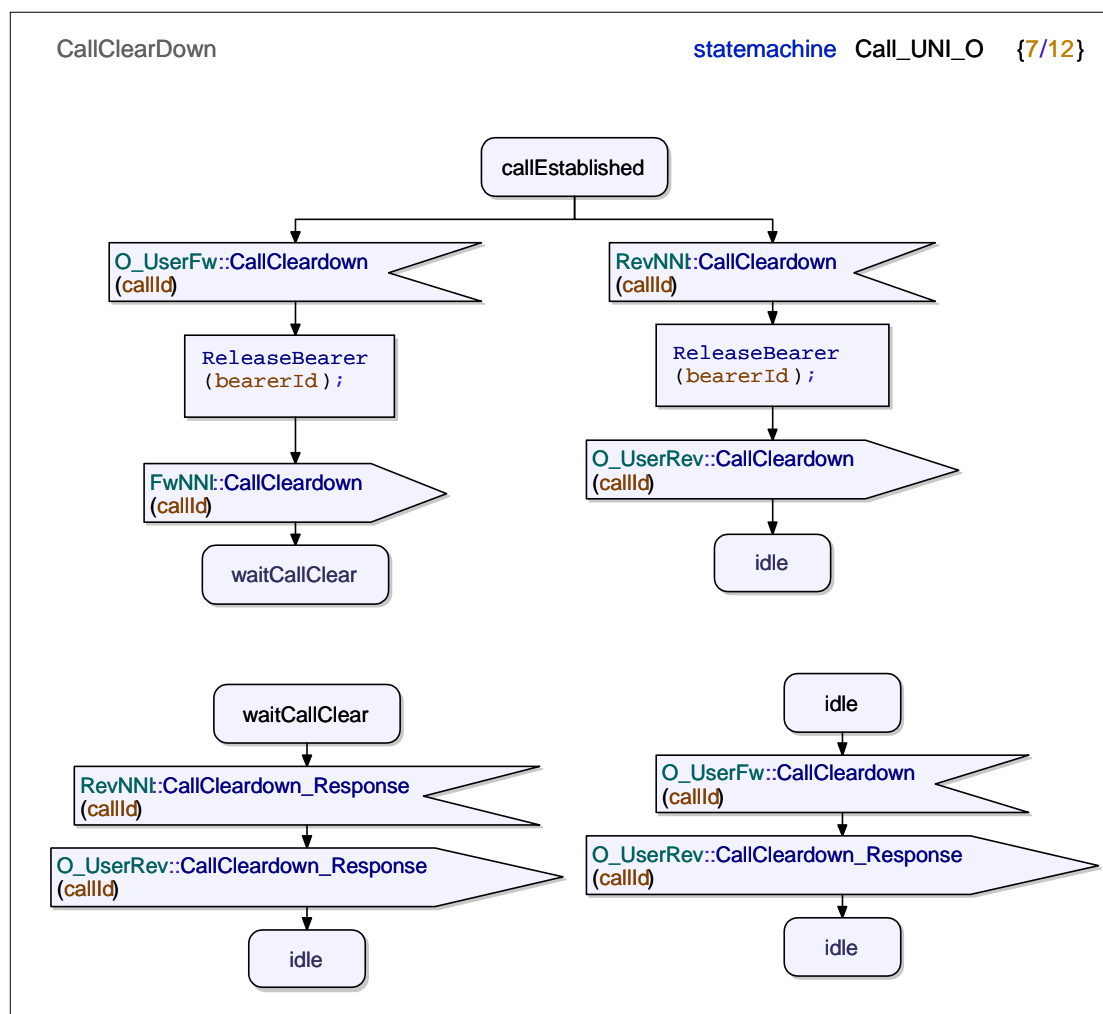 CallClearDown
statemachine Call_UNI_O {7/12}
callEstablished
O_UserFw::CallCleardown
(callId)
ReleaseBearer
(bearerId);
FwNNI::CallCleardown
(callId)
waitCallClear
RevNNI::CallCleardown
(callId)
ReleaseBearer
(bearerId);
O_UserRev::CallCleardown
(callId)
idle
waitCallClear
RevNNI::CallCleardown_Response
(callId)
O_UserRev::CallCleardown_Response
(callId)
idle
idle
O_UserFw::CallCleardown
(callId)
O_UserRev::CallCleardown_Response
(callId)
idle